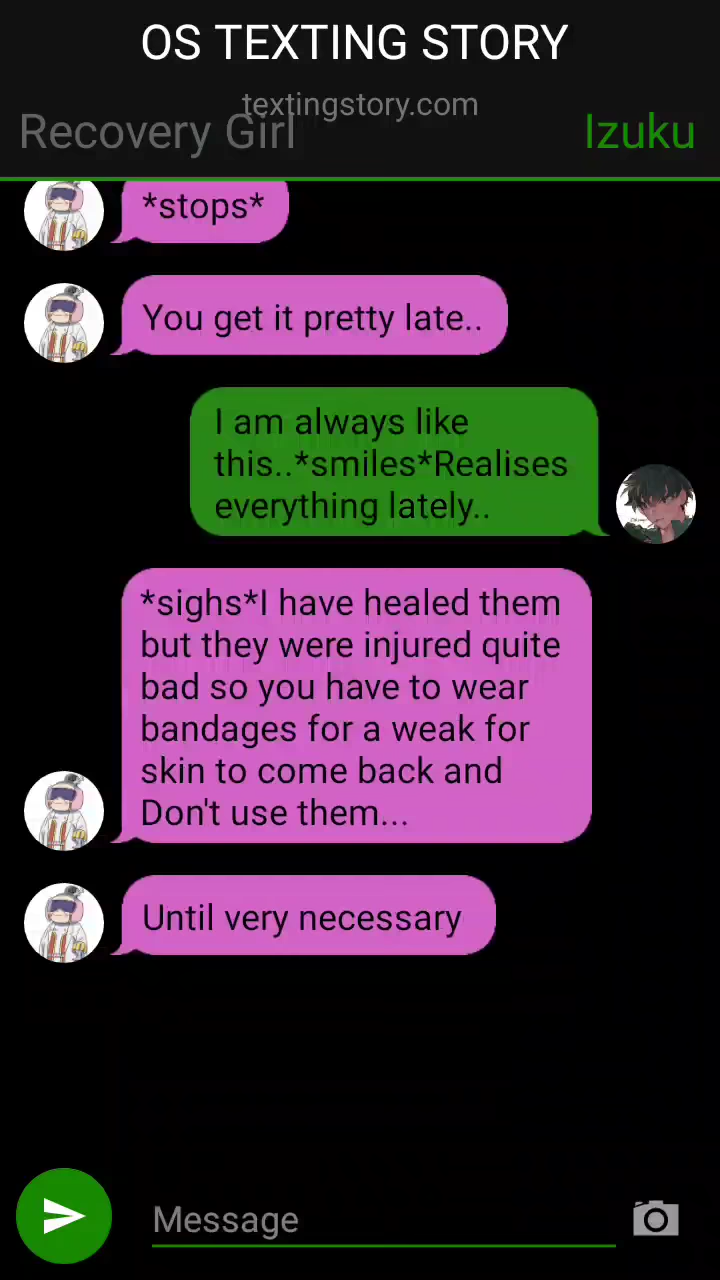 OS TEXTING STORY
textingstory.com
Recovery Girl
Izuku
*stops*
You get it pretty late..
I am always like
this..*smiles*Realises
everything lately..
*sighs*I have healed them
but they were injured quite
bad so you have to wear
bandages for a weak for
skin to come back and
Don't use them...
Until very necessary
Message